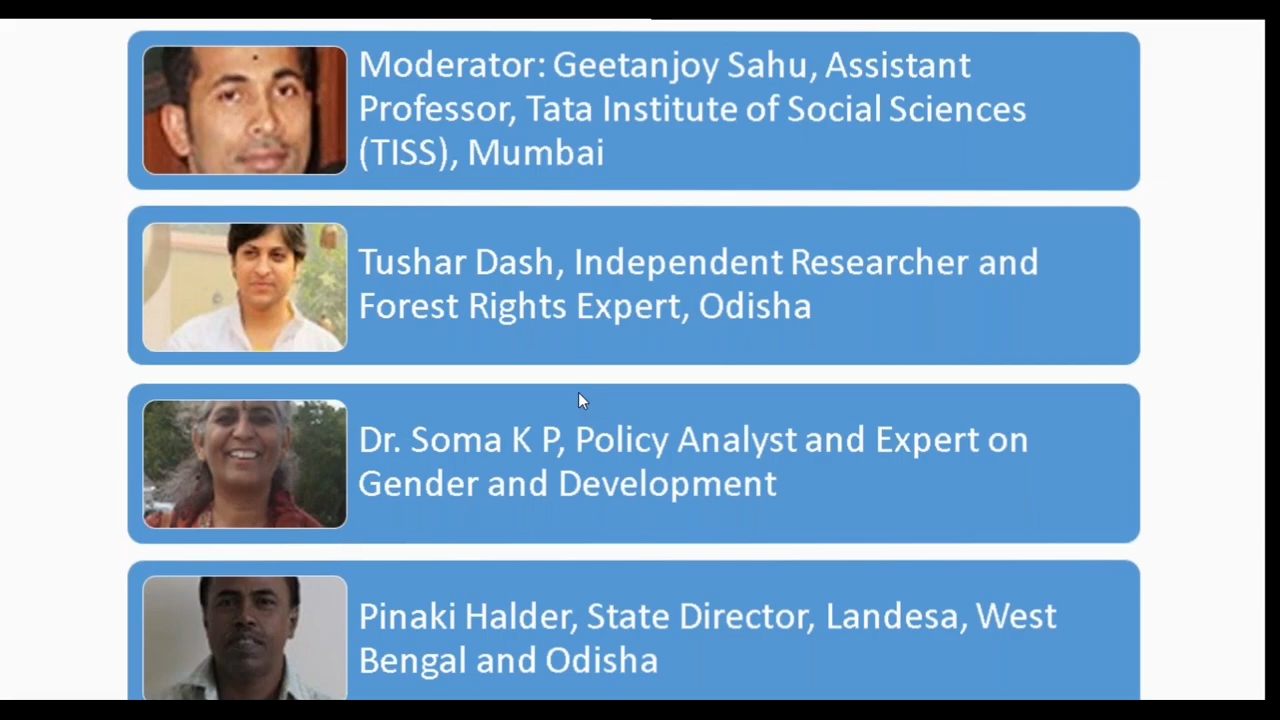 Moderator: Geetanjoy Sahu, Assistant
Professor, Tata Institute of Social Sciences
(TISS), Mumbai
Tushar Dash, Independent Researcher and
Forest Rights Expert, Odisha
Dr. Soma K P, Policy Analyst and Expert on
Gender and Development
Pinaki Halder, State Director, Landesa, West
Bengal and Odisha